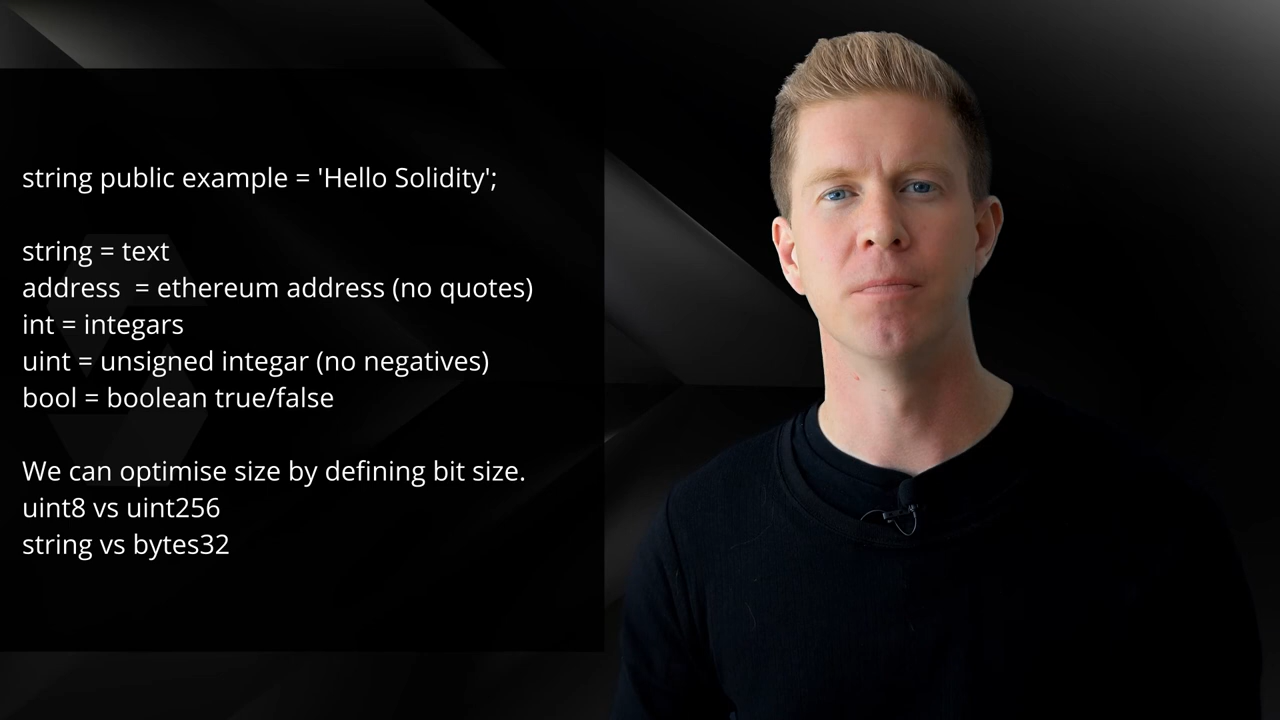 string public example = 'Hello Solidity';
string = text
address = ethereum address (no quotes)
int = integars
uint = unsigned integar (no negatives)
bool = boolean true/false
We can optimise size by defining bit size.
uint8 vs uint256
string vs bytes32